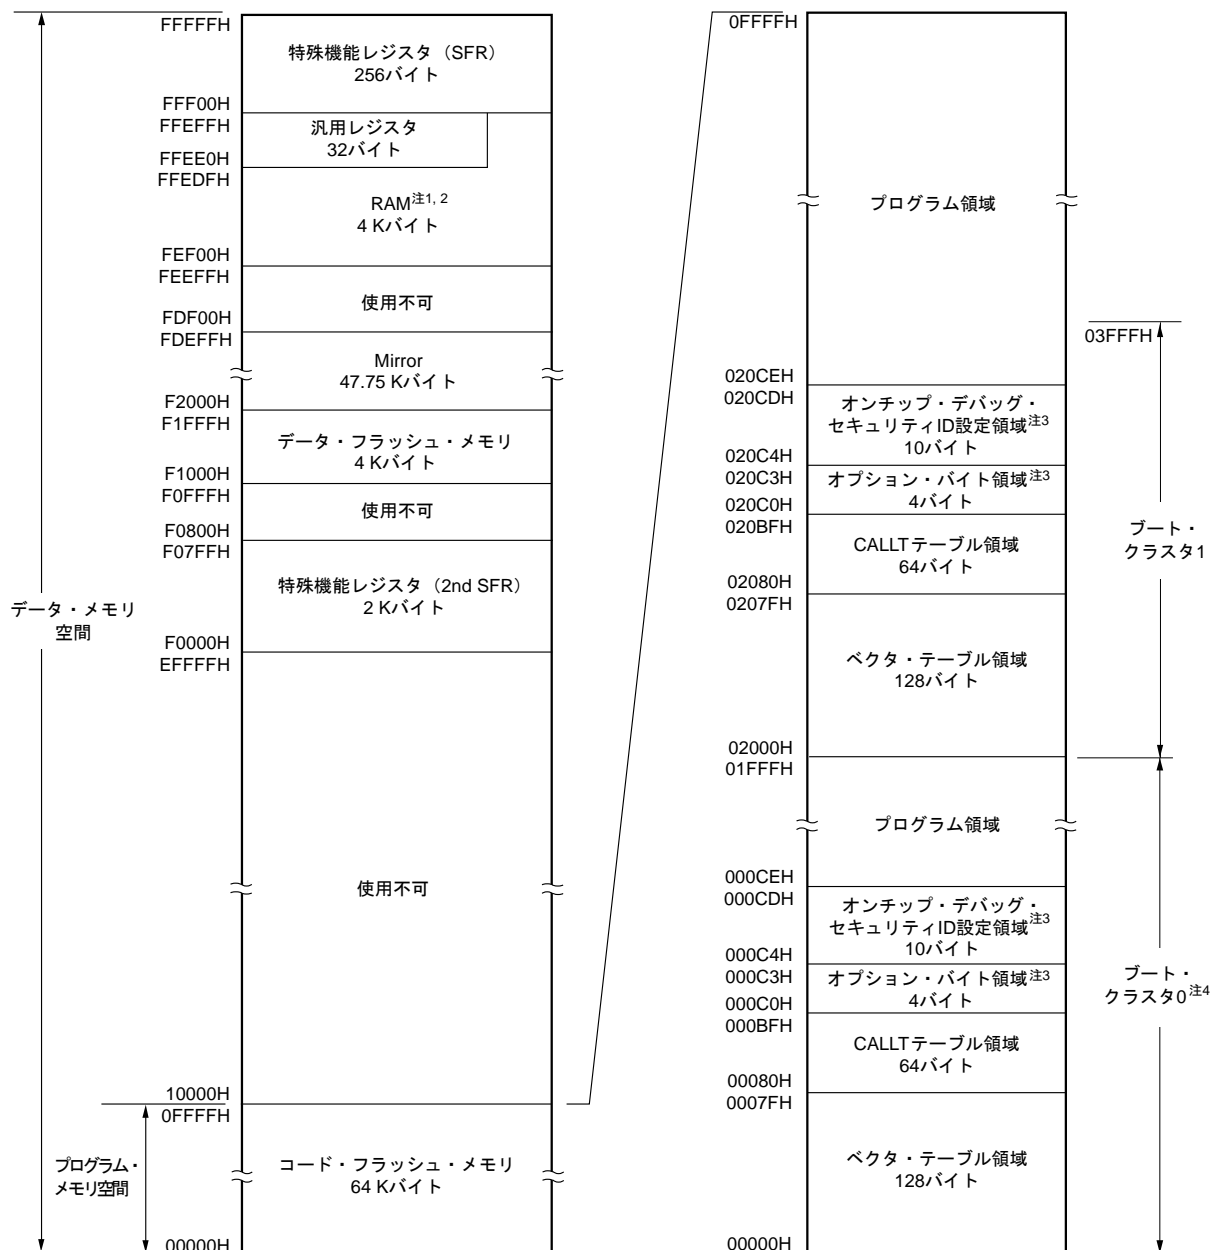 FFFFFH
特殊機能レジスタ（SFR）
256バイト
FFF00H
FFEFFH
汎用レジスタ
32バイト
FFEE0H
FFEDFH
RAM注1, 2
4 Kバイト
FEF00H
FEEFFH
使用不可
FDF00H
FDEFFH
Mirror
47.75 Kバイト
F2000H
F1FFFH
データ・フラッシュ・メモリ
4 Kバイト
F1000H
F0FFFH
使用不可
F0800H
F07FFH
特殊機能レジスタ（2nd SFR）
2 Kバイト
データ・メモリ
空間
F0000H
EFFFFH
使用不可
10000H
0FFFFH
プログラム・
メモリ空間
コード・フラッシュ・メモリ
64 Kバイト
00000H
0FFFFH
プログラム領域
03FFFH
020CEH
020CDH
オンチップ・デバッグ・
セキュリティID設定領域注3
10バイト
020C4H
020C3H
オプション・バイト領域注3
4バイト
020C0H
020BFH
CALLTテーブル領域
64バイト
ブート・
クラスタ1
02080H
0207FH
ベクタ・テーブル領域
128バイト
02000H
01FFFH
プログラム領域
000CEH
000CDH
オンチップ・デバッグ・
セキュリティID設定領域注3
10バイト
000C4H
000C3H
オプション・バイト領域注3
4バイト
ブート・
クラスタ0注4
000C0H
000BFH
CALLTテーブル領域
64バイト
00080H
0007FH
ベクタ・テーブル領域
128バイト
00000H